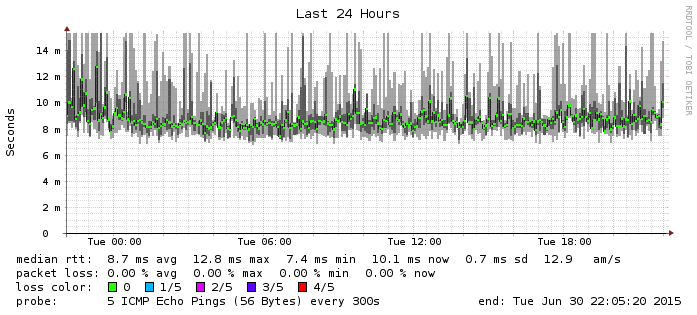 Last 24 Hours
RRDTOOL / TOBI OETIKER
Seconds
14 m
12 m
10 m
8 m
6 m
4 m
2 m
0
Tue 00:00 Tue 06:00 Tue 12:00 Tue 18:00
median rtt: 8.7 ms avg 12.8 ms max 7.4 ms min 10.1 ms now 0.7 ms sd 12.9 am/s
packet loss: 0.00 % avg 0.00 % max 0.00 % min 0.00 % now
loss color: 0 1/5 2/5 3/5 4/5
probe: 5 ICMP Echo Pings (56 Bytes) every 300s end: Tue Jun 30 22:05:20 2015